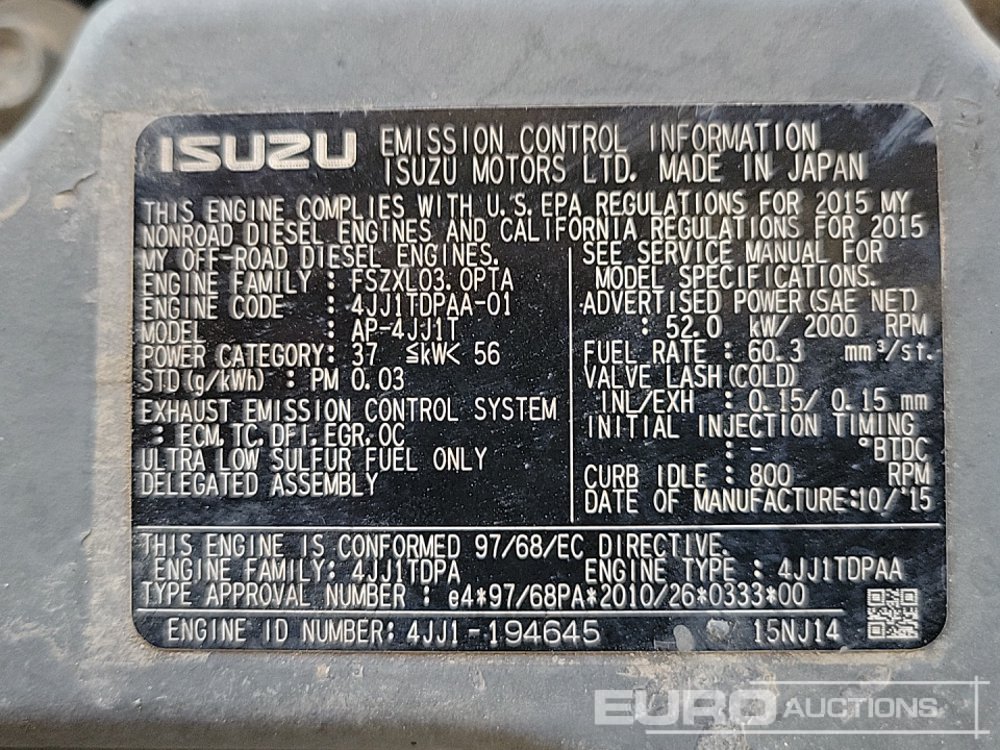 ISUZU EMISSION CONTROL INFORMATION
ISUZU MOTORS LTD. MADE IN JAPAN
THIS ENGINE COMPLIES WITH U.S.EPA REGULATIONS FOR 2015 MY
NONROAD DIESEL ENGINES AND CALIFORNIA REGULATIONS FOR 2015
MY OFF-ROAD DIESEL ENGINES.
ENGINE FAMILY : FSZXL03.0PTA
ENGINE CODE : 4JJ1TDPAA-01
MODEL : AP-4JJ1T
POWER CATEGORY: 37 ≦kW< 56
STD(g/kWh) : PM 0.03
EXHAUST EMISSION CONTROL SYSTEM
: ECM,TC,DFI,EGR,OC
ULTRA LOW SULFUR FUEL ONLY
DELEGATED ASSEMBLY
SEE SERVICE MANUAL FOR
MODEL SPECIFICATIONS.
ADVERTISED POWER(SAE NET)
: 52.0 kW/ 2000 RPM
FUEL RATE : 60.3 mm³/st.
VALVE LASH(COLD)
INL/EXH : 0.15/ 0.15 mm
INITIAL INJECTION TIMING
: - °BTDC
CURB IDLE : 800 RPM
DATE OF MANUFACTURE:10/'15
THIS ENGINE IS CONFORMED 97/68/EC DIRECTIVE.
ENGINE FAMILY: 4JJ1TDPA ENGINE TYPE : 4JJ1TDPAA
TYPE APPROVAL NUMBER : e4*97/68PA*2010/26*0333*00
ENGINE ID NUMBER: 4JJ1-194645 15NJ14
EURO AUCTIONS